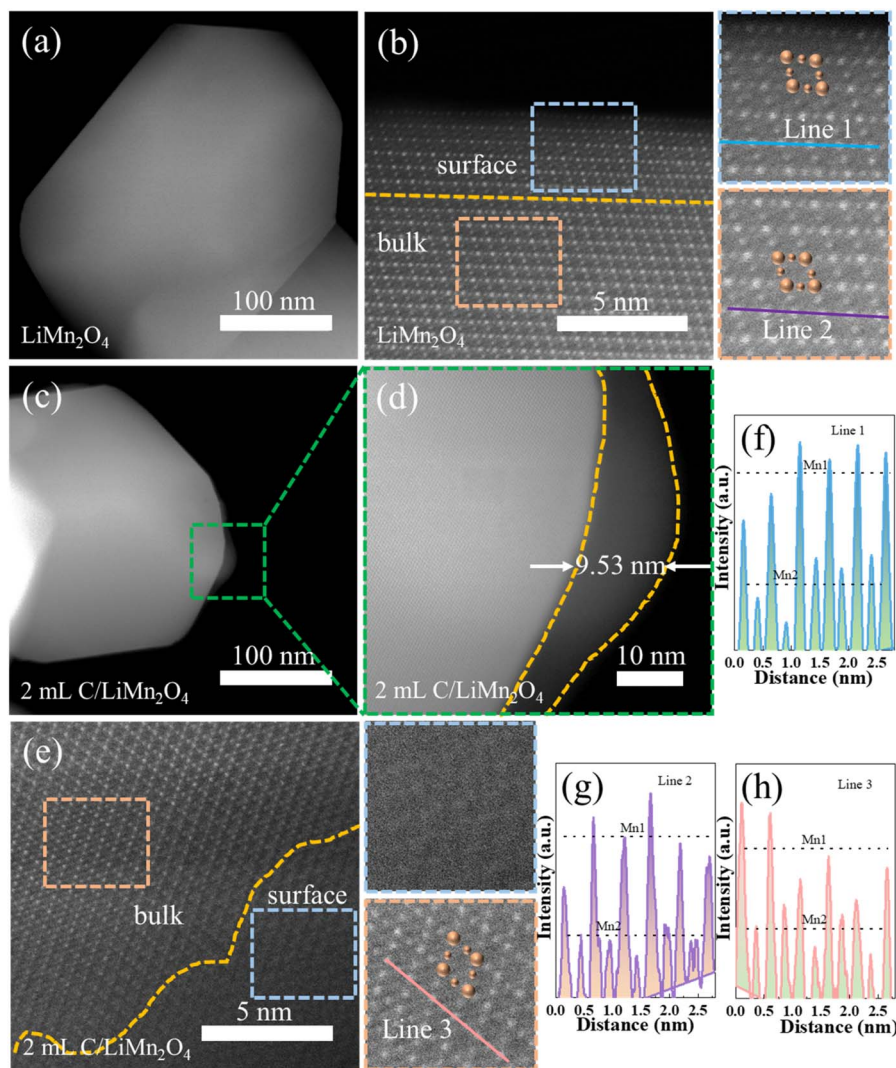 (a)
100 nm
LiMn₂O₄
(b)
surface
bulk
5 nm
LiMn₂O₄
Line 1
Line 2
(c)
100 nm
2 mL C/LiMn₂O₄
(d)
9.53 nm
10 nm
2 mL C/LiMn₂O₄
(f)
Line 1
Mn1
Mn2
Intensity (a.u.)
0.0 0.5 1.0 1.5 2.0 2.5
Distance (nm)
(e)
bulk
surface
5 nm
2 mL C/LiMn₂O₄
Line 3
(g)
Line 2
Mn1
Mn2
Intensity (a.u.)
0.0 0.5 1.0 1.5 2.0 2.5
Distance (nm)
(h)
Line 3
Mn1
Mn2
Intensity (a.u.)
0.0 0.5 1.0 1.5 2.0 2.5
Distance (nm)